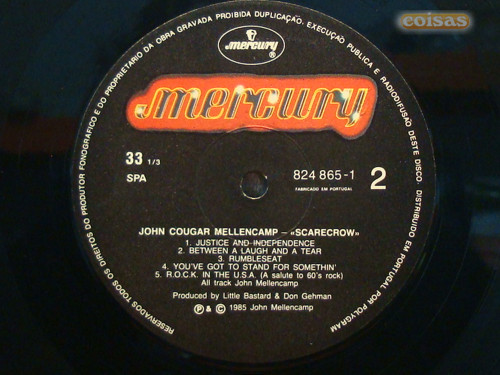 coisas
RESERVADOS TODOS OS DIREITOS DO PRODUTOR FONOGRAFICO E DO PROPRIETARIO DA OBRA GRAVADA PROIBIDA DUPLICAÇÃO, EXECUÇÃO PUBLICA E RADIODIFUSÃO DESTE DISCO. DISTRIBUIDO EM PORTUGAL POR POLYGRAM
mercury
®
mercury
33 1/3
SPA
824 865-1
FABRICADO EM PORTUGAL
2
JOHN COUGAR MELLENCAMP – «SCARECROW»
1. JUSTICE AND INDEPENDENCE
2. BETWEEN A LAUGH AND A TEAR
3. RUMBLESEAT
4. YOU'VE GOT TO STAND FOR SOMETHIN'
5. R.O.C.K. IN THE U.S.A. (A salute to 60's rock)
All track John Mellencamp
Produced by Little Bastard & Don Gehman
℗ & © 1985 John Mellencamp